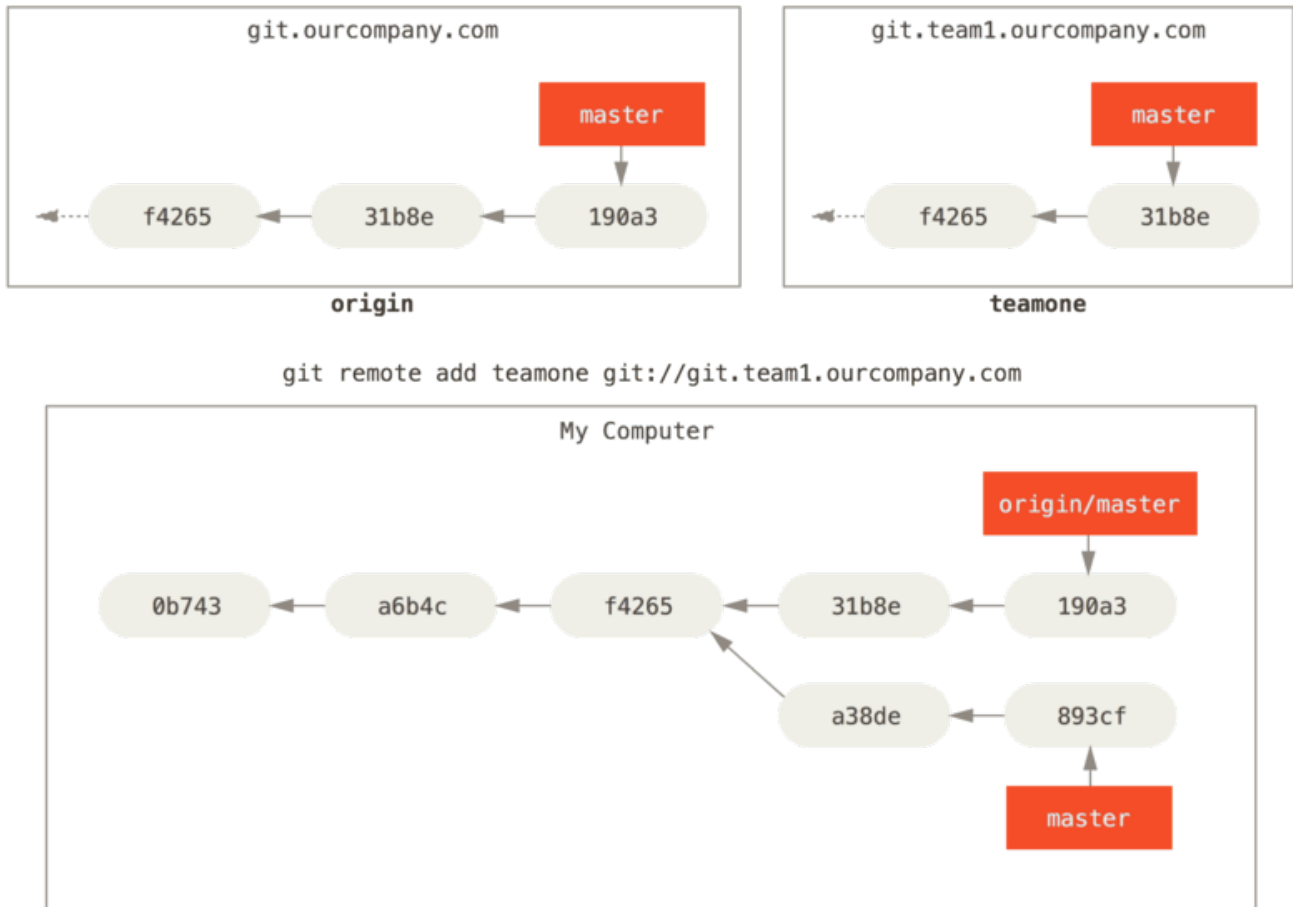 git.ourcompany.com
master
f4265 31b8e 190a3
origin
git.team1.ourcompany.com
master
f4265 31b8e
teamone
git remote add teamone git://git.team1.ourcompany.com
My Computer
origin/master
0b743 a6b4c f4265 31b8e 190a3
a38de 893cf
master